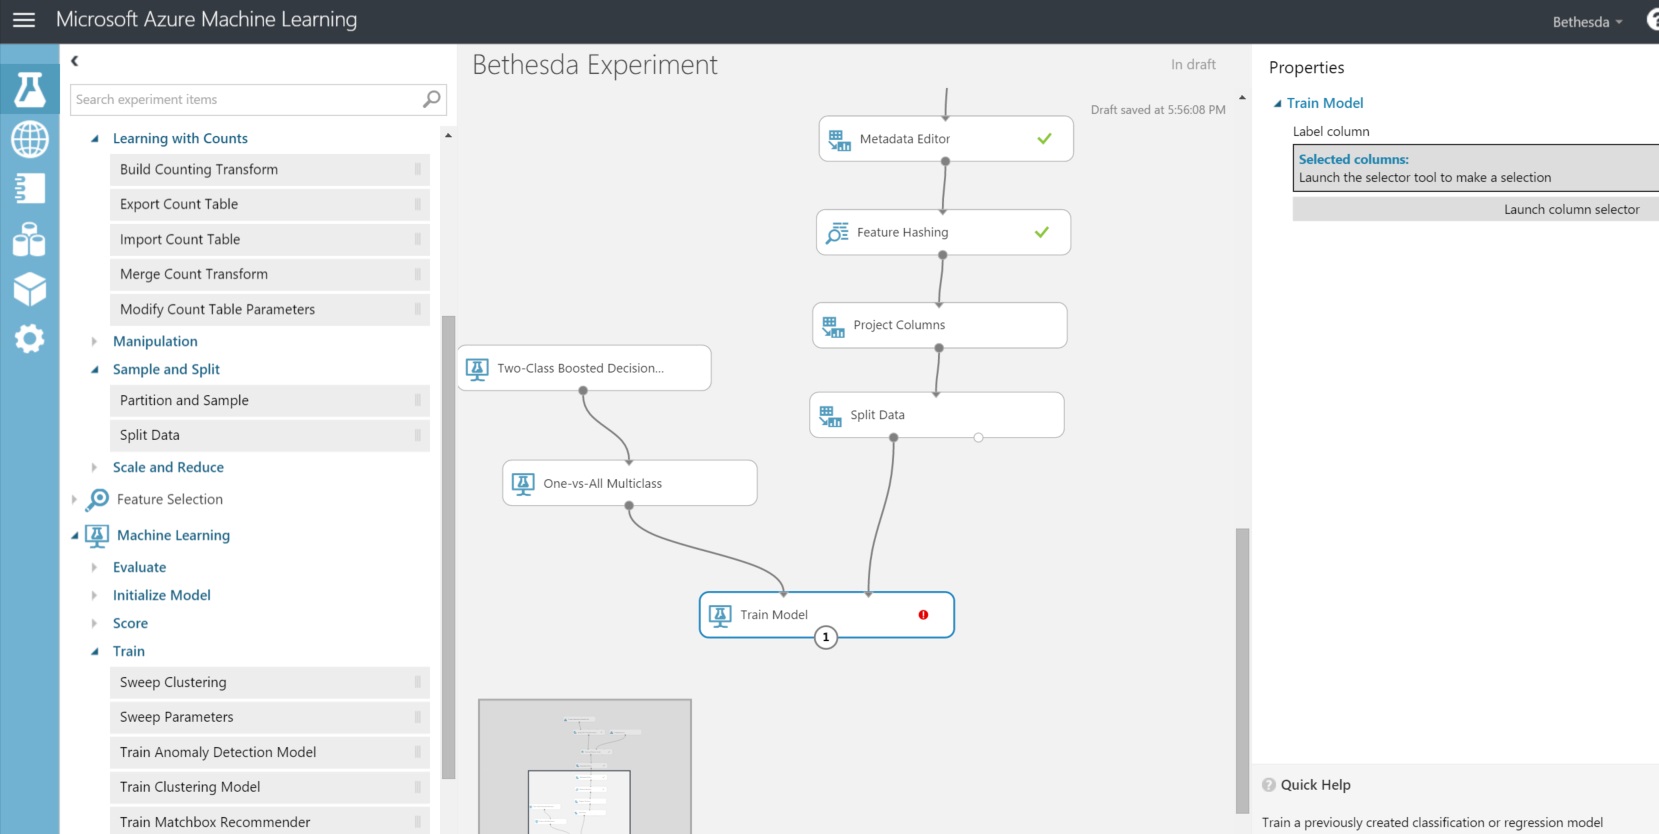 Microsoft Azure Machine Learning
Bethesda
?
Search experiment items
Learning with Counts
Build Counting Transform
Export Count Table
Import Count Table
Merge Count Transform
Modify Count Table Parameters
Manipulation
Sample and Split
Partition and Sample
Split Data
Scale and Reduce
Feature Selection
Machine Learning
Evaluate
Initialize Model
Score
Train
Sweep Clustering
Sweep Parameters
Train Anomaly Detection Model
Train Clustering Model
Train Matchbox Recommender
Bethesda Experiment
In draft
Draft saved at 5:56:08 PM
Metadata Editor
Feature Hashing
Project Columns
Two-Class Boosted Decision...
Split Data
One-vs-All Multiclass
Train Model
1
Properties
Train Model
Label column
Selected columns:
Launch the selector tool to make a selection
Launch column selector
? Quick Help
Train a previously created classification or regression model